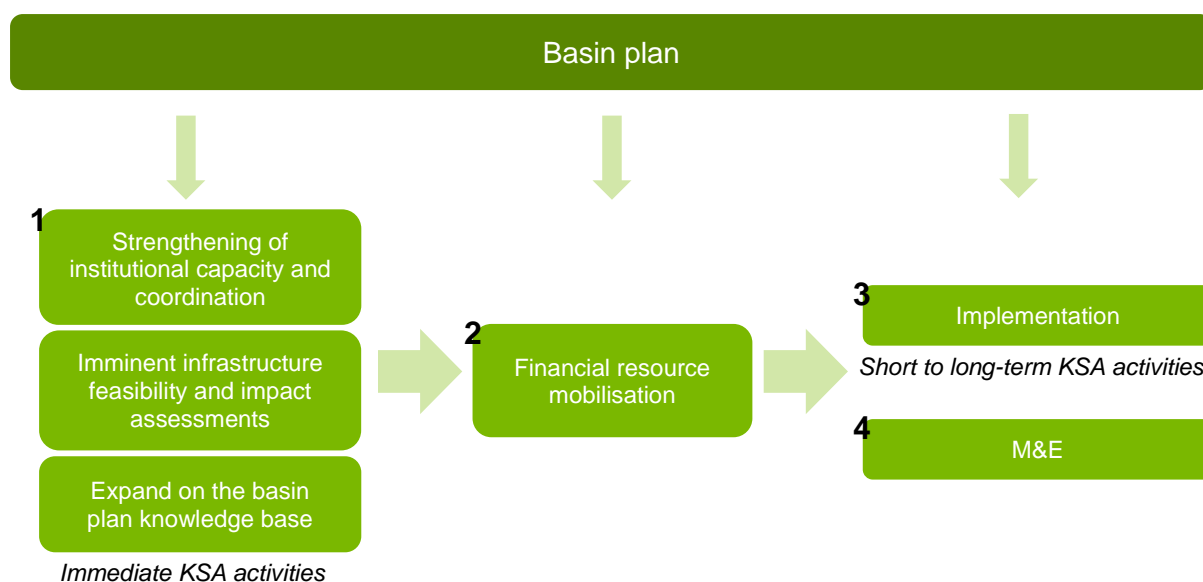 Basin plan
1
Strengthening of
institutional capacity and
coordination
Imminent infrastructure
feasibility and impact
assessments
Expand on the basin
plan knowledge base
Immediate KSA activities
2
Financial resource
mobilisation
3
Implementation
Short to long-term KSA activities
4
M&E